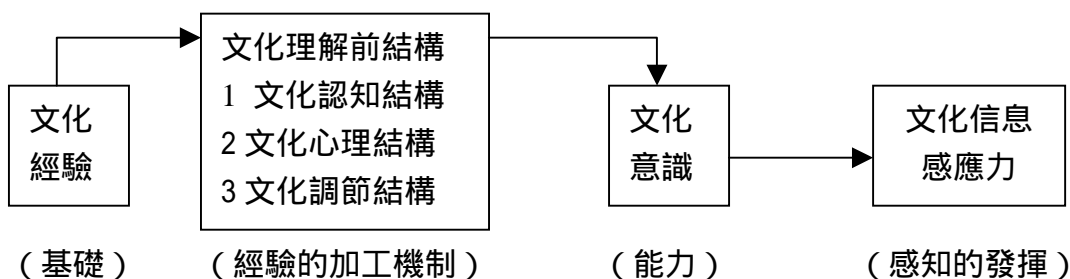 文化
經驗
文化理解前結構
1 文化認知結構
2 文化心理結構
3 文化調節結構
文化
意識
文化信息
感應力
（基礎） （經驗的加工機制） （能力） （感知的發揮）